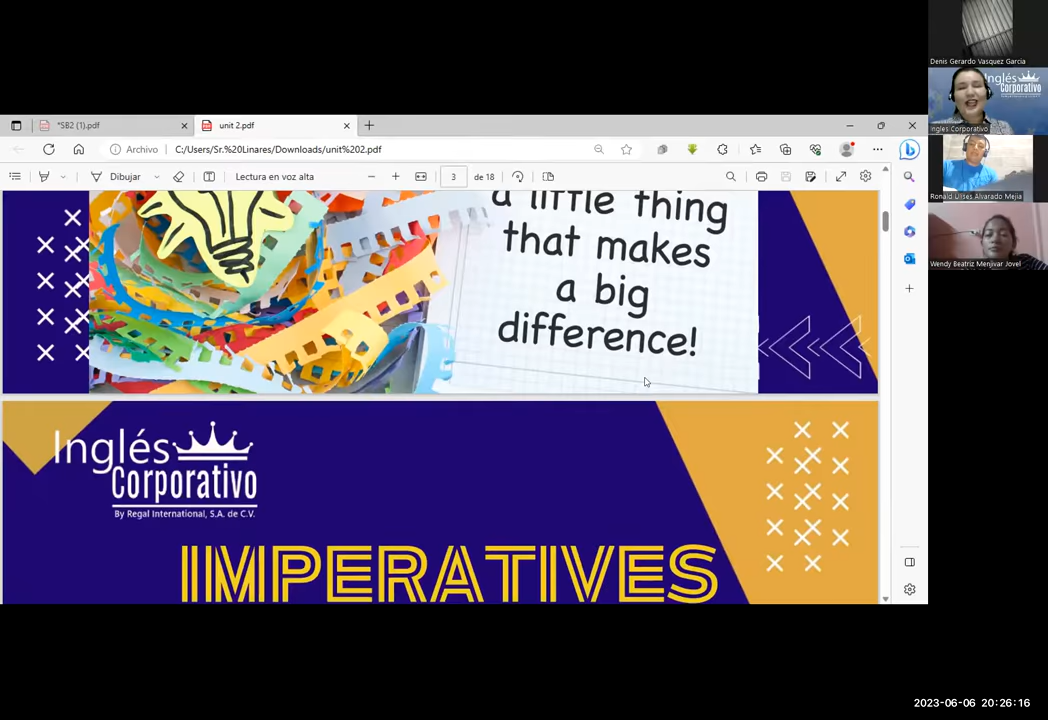 Denis Gerardo Vasquez Garcia
Inglés
Corporativo
Ingles Corporativo
Ronald Ulises Alvarado Mejia
Wendy Beatriz Menjivar Jovel
*SB2 (1).pdf
unit 2.pdf
Archivo
C:/Users/Sr.%20Linares/Downloads/unit%202.pdf
Dibujar
Lectura en voz alta
3
de 18
a little thing
that makes
a big
difference!
Inglés
Corporativo
By Regal International, S.A. de C.V.
IMPERATIVES
2023-06-06 20:26:16